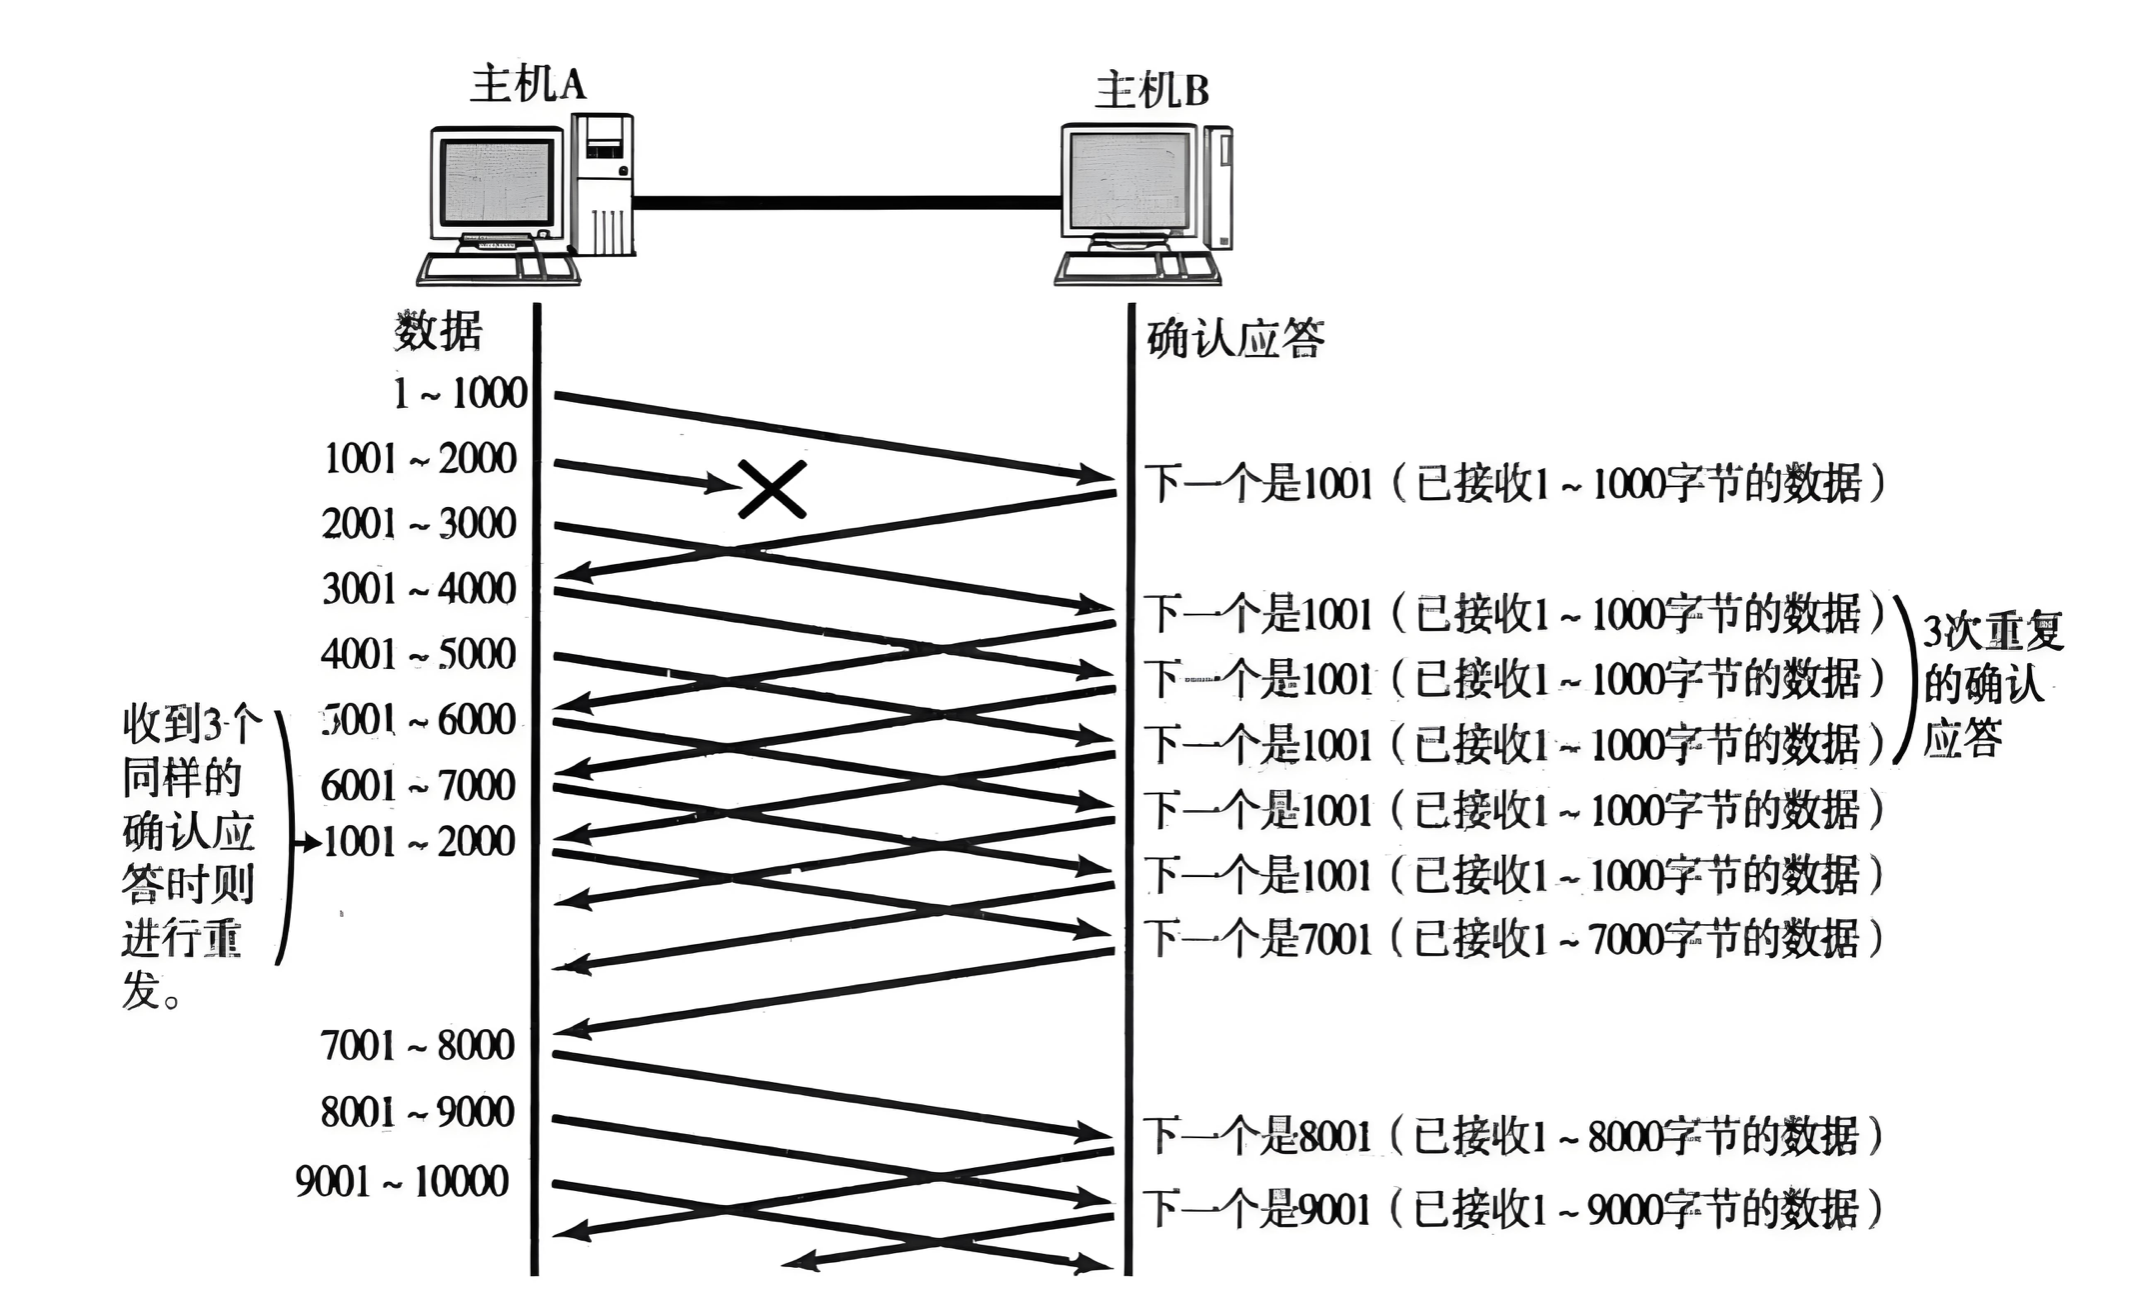 主机A
主机B
数据
确认应答
1~1000
1001~2000
下一个是1001（已接收1~1000字节的数据）
2001~3000
3001~4000
下一个是1001（已接收1~1000字节的数据）
4001~5000
下一个是1001（已接收1~1000字节的数据）
5001~6000
下一个是1001（已接收1~1000字节的数据）
3次重复
的确认
应答
6001~7000
下一个是1001（已接收1~1000字节的数据）
1001~2000
下一个是1001（已接收1~1000字节的数据）
收到3个
同样的
确认应
答时则
进行重
发。
下一个是7001（已接收1~7000字节的数据）
7001~8000
8001~9000
下一个是8001（已接收1~8000字节的数据）
9001~10000
下一个是9001（已接收1~9000字节的数据）